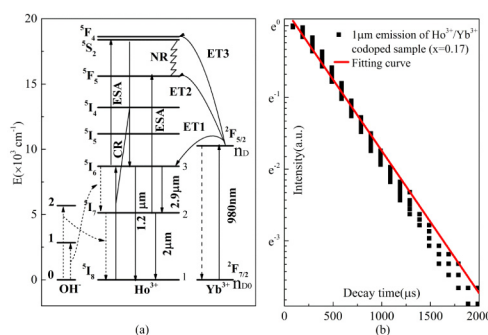 E(×10³ cm⁻¹)
20
15
10
5
0
⁵F₄
⁵S₂
⁵F₅
⁵I₄
⁵I₅
⁵I₆
⁵I₇
⁵I₈
NR
ET3
ET2
ET1
ESA
ESA
CR
²F₅/₂
n_D
3
2
1
1.2μm
2.9μm
2μm
980nm
²F₇/₂
n_D0
2
1
0
OH⁻
Ho³⁺
Yb³⁺
(a)
(b)
1μm emission of Ho³⁺/Yb³⁺
codoped sample (x=0.17)
Fitting curve
Intensity(a.u.)
e⁰
e⁻¹
e⁻²
e⁻³
0 500 1000 1500 2000
Decay time(μs)
(b)